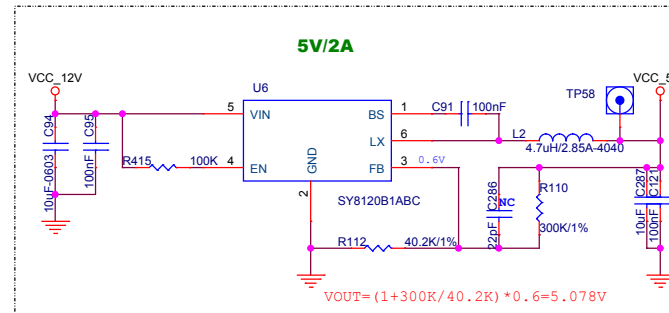 5V/2A
VCC_12V
VCC_5
U6
TP58
C94
10uF-0603
C95
100nF
5
VIN
BS
1
C91
100nF
LX
6
L2
4.7uH/2.85A-4040
R415
100K
4
EN
GND
FB
3
0.6V
2
SY8120B1ABC
C286
NC
22pF
R110
300K/1%
C287
10uF
C121
100nF
R112
40.2K/1%
VOUT=(1+300K/40.2K)*0.6=5.078V